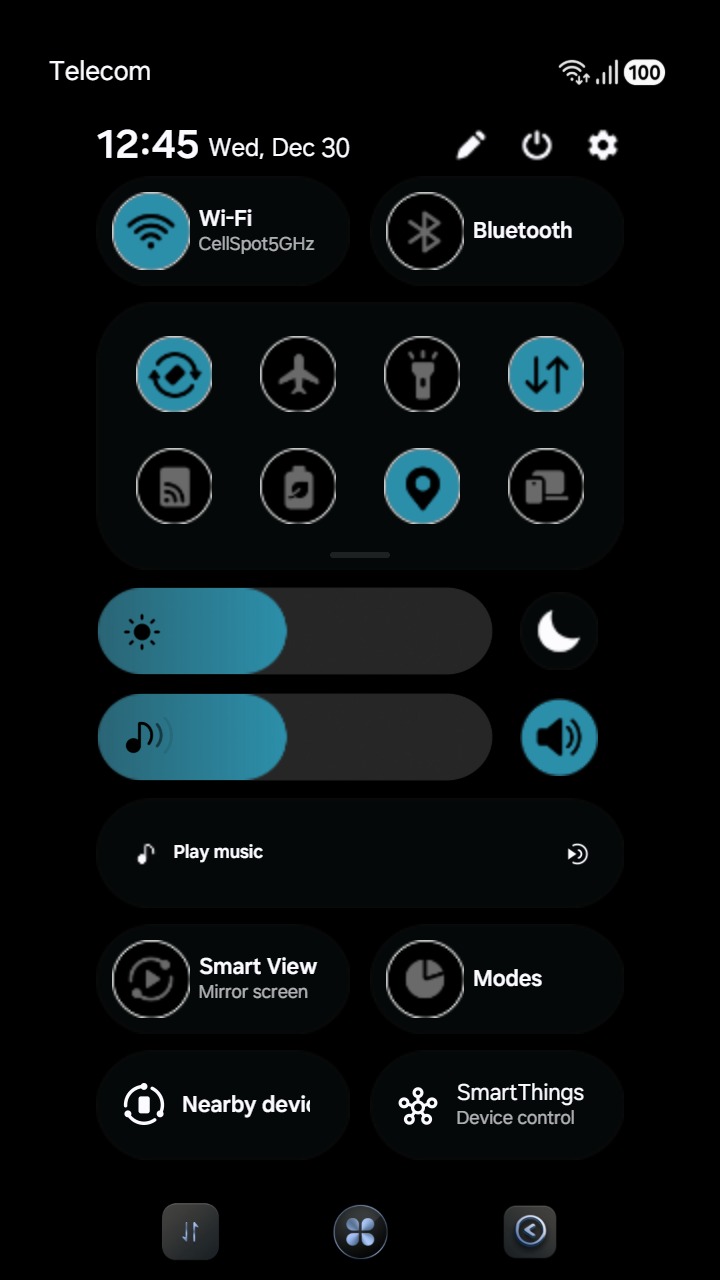 Telecom
100
12:45 Wed, Dec 30
Wi-Fi
CellSpot5GHz
Bluetooth
Play music
Smart View
Mirror screen
Modes
Nearby devi
SmartThings
Device control